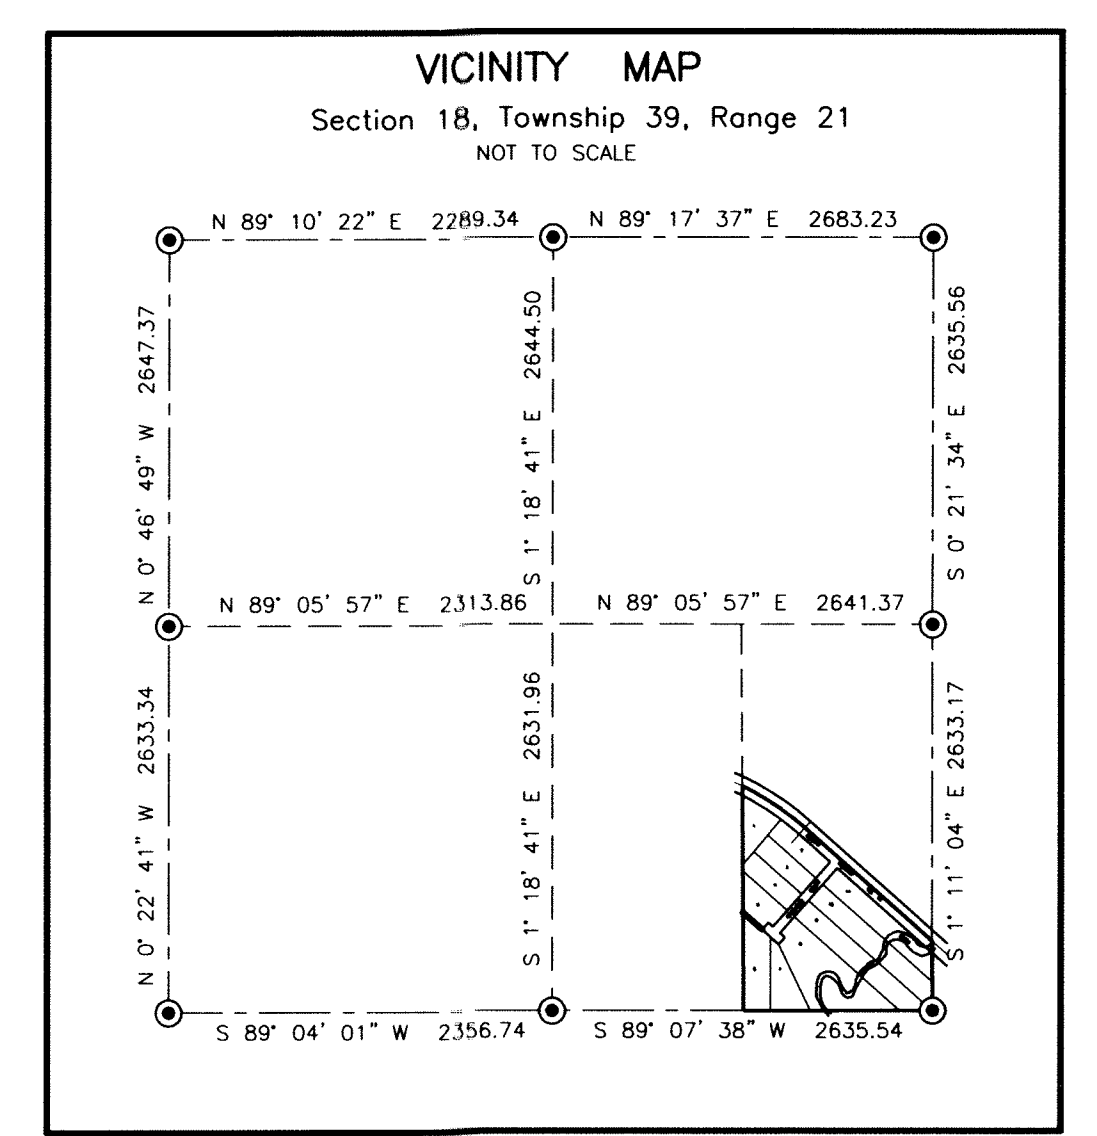 VICINITY MAP
Section 18, Township 39, Range 21
NOT TO SCALE
N 89° 10' 22" E 2289.34
N 89° 17' 37" E 2683.23
N 0° 46' 49" W 2647.37
S 1° 18' 41" E 2644.50
S 0° 21' 34" E 2635.56
N 89° 05' 57" E 2313.86
N 89° 05' 57" E 2641.37
N 0° 22' 41" W 2633.34
S 1° 18' 41" E 2631.96
S 1° 11' 04" E 2633.17
S 89° 04' 01" W 2356.74
S 89° 07' 38" W 2635.54